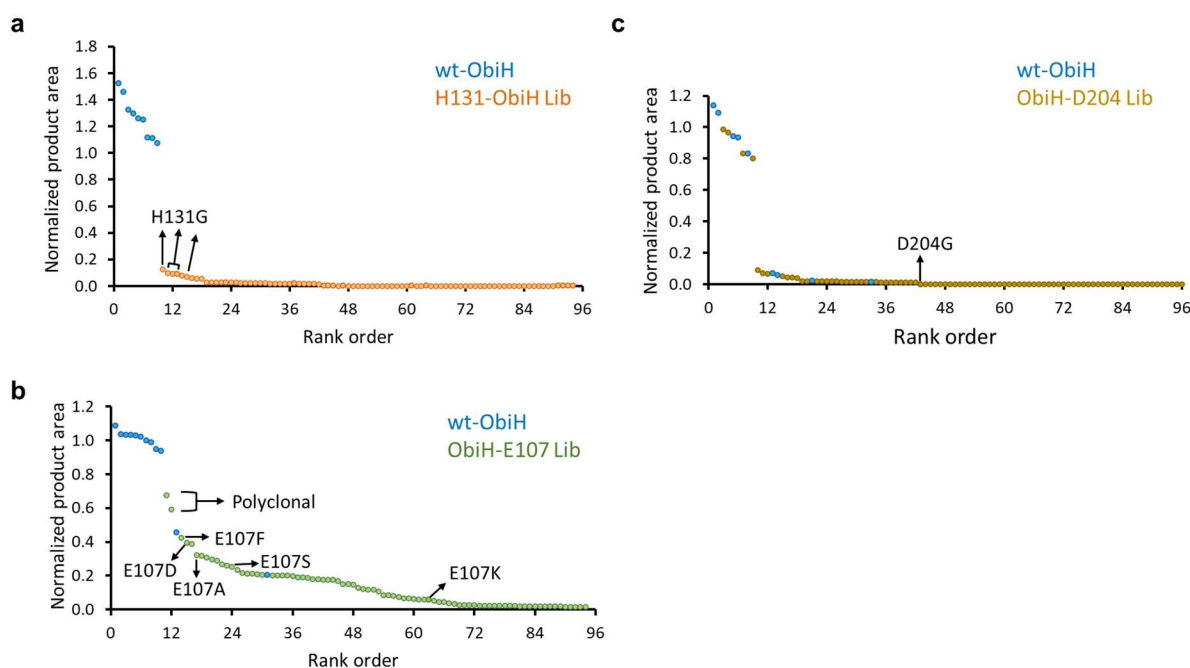 a
Normalized product area
1.8
1.6
1.4
1.2
1.0
0.8
0.6
0.4
0.2
0.0
wt-ObiH
H131-ObiH Lib
H131G
0 12 24 36 48 60 72 84 96
Rank order
c
Normalized product area
1.2
1.0
0.8
0.6
0.4
0.2
0.0
wt-ObiH
ObiH-D204 Lib
D204G
0 12 24 36 48 60 72 84 96
Rank order
b
Normalized product area
1.2
1.0
0.8
0.6
0.4
0.2
0.0
wt-ObiH
ObiH-E107 Lib
Polyclonal
E107F
E107D
E107S
E107A
E107K
0 12 24 36 48 60 72 84 96
Rank order